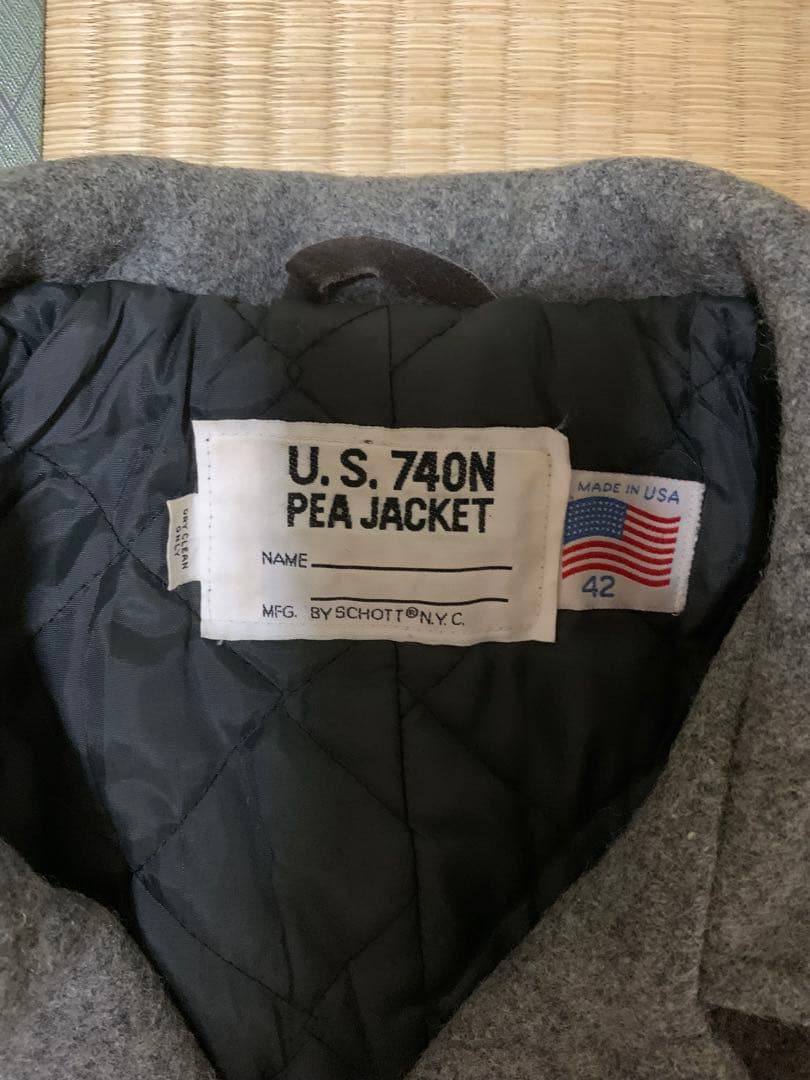 U.S. 740N
PEA JACKET
NAME
MFG. BY SCHOTT® N.Y.C.
DRY CLEAN
ONLY
MADE IN USA
42